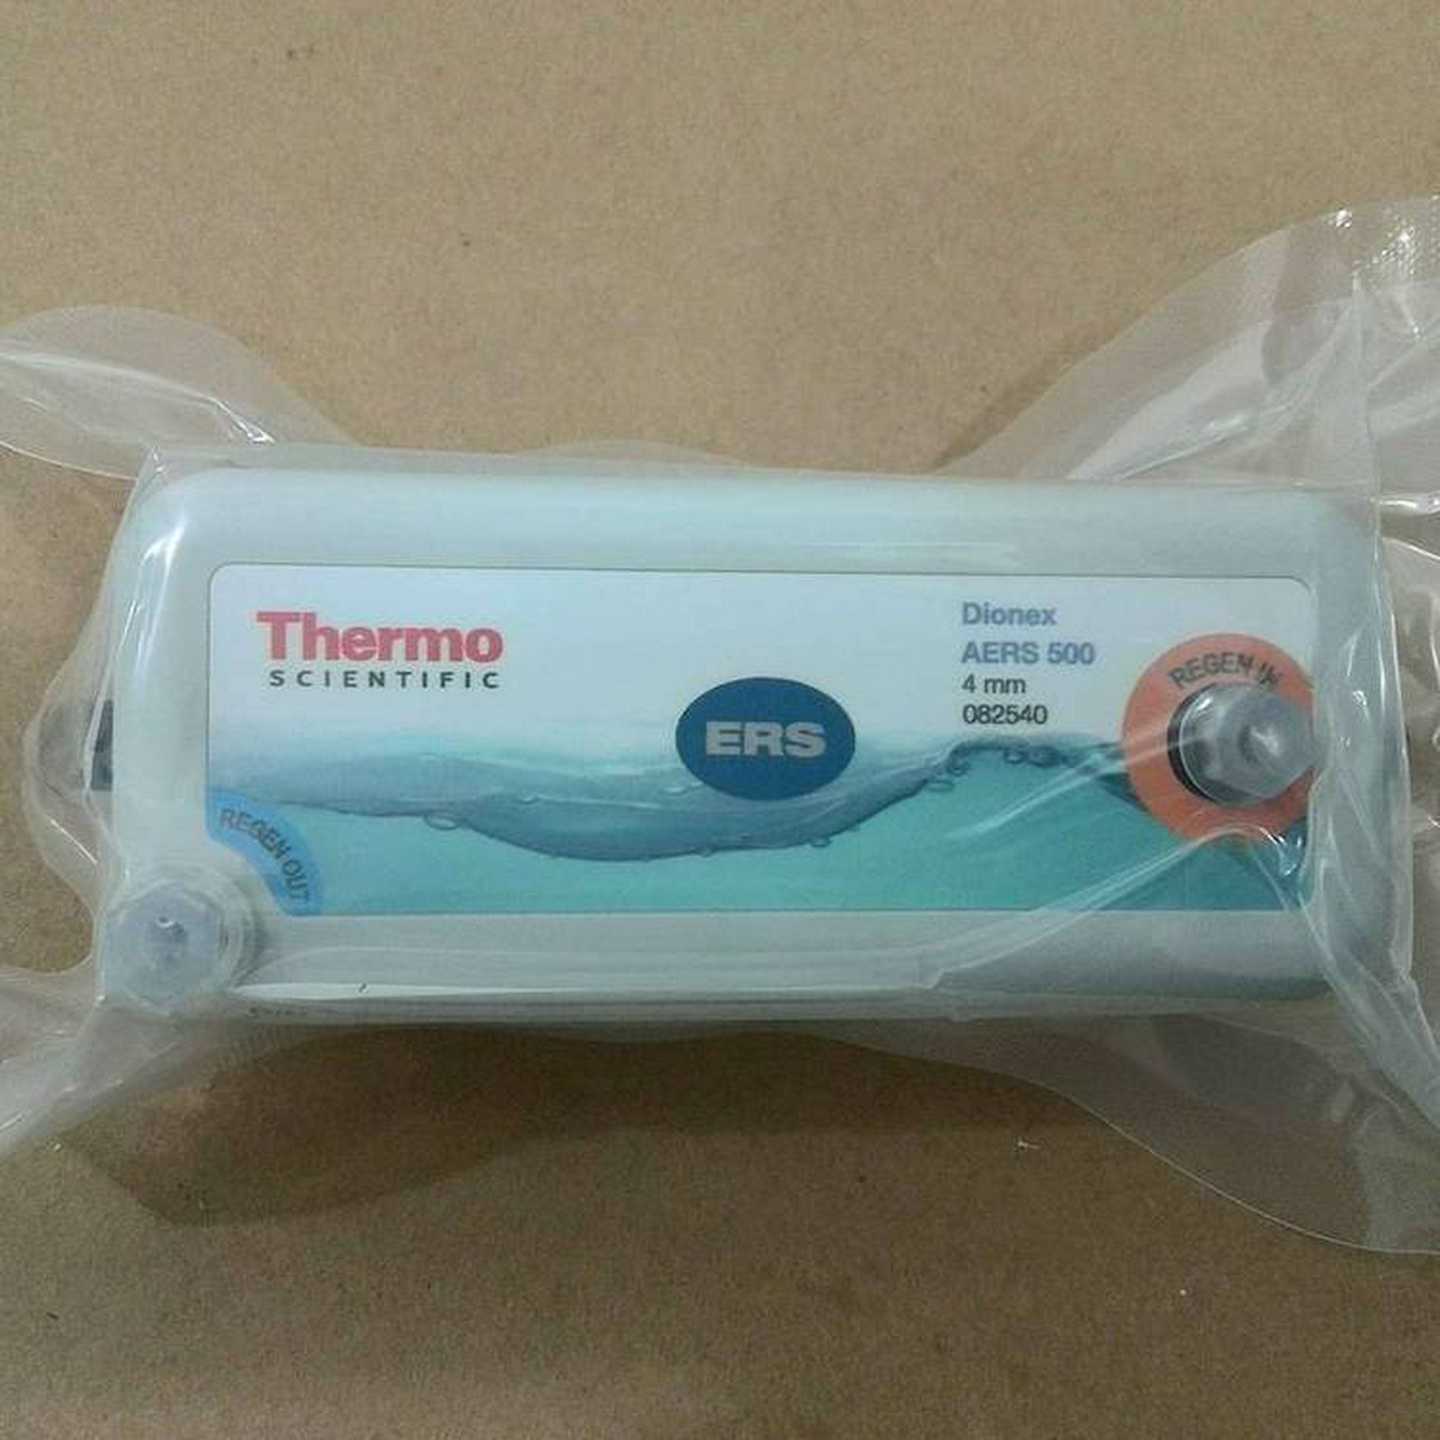 Thermo
SCIENTIFIC
ERS
Dionex
AERS 500
4 mm
082540
REGEN IN
REGEN OUT